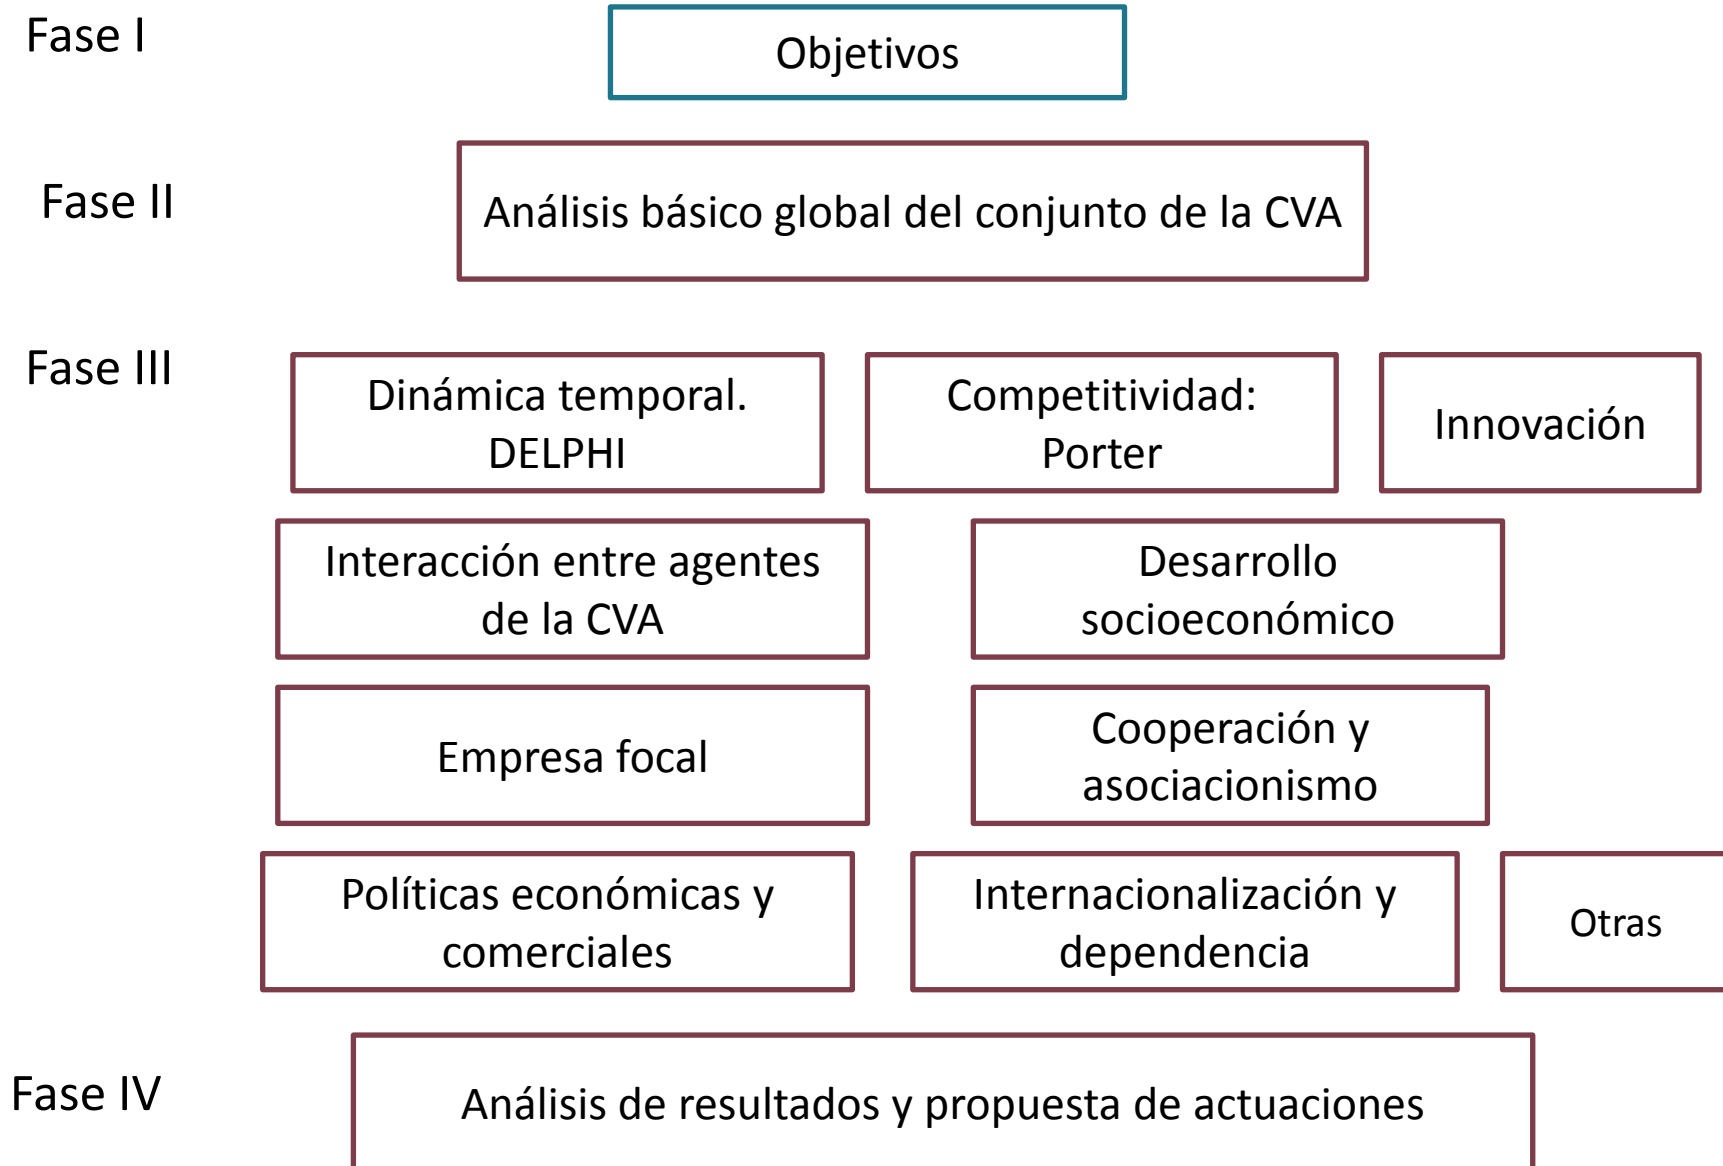 Fase I
Objetivos
Fase II
Análisis básico global del conjunto de la CVA
Fase III
Dinámica temporal.
DELPHI
Competitividad:
Porter
Innovación
Interacción entre agentes
de la CVA
Desarrollo
socioeconómico
Empresa focal
Cooperación y
asociacionismo
Políticas económicas y
comerciales
Internacionalización y
dependencia
Otras
Fase IV
Análisis de resultados y propuesta de actuaciones